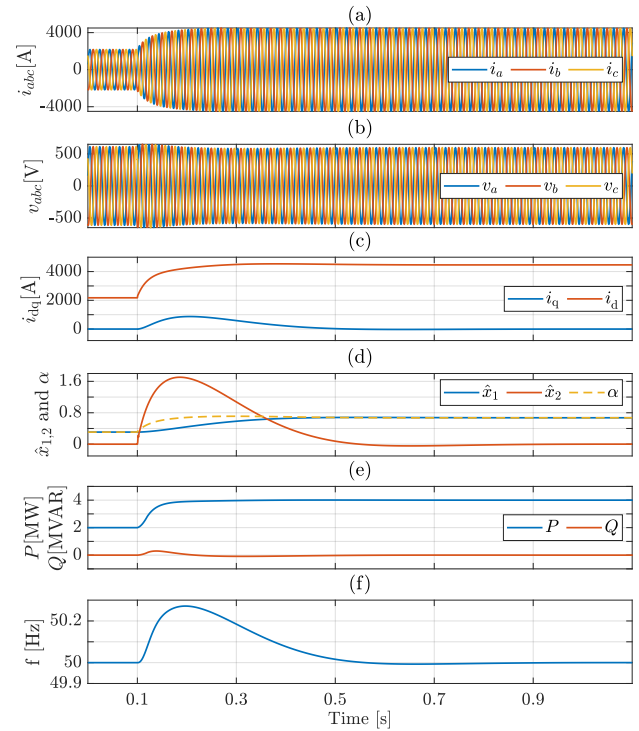 (a)
i_abc[A]
4000
0
-4000
i_a i_b i_c
(b)
v_abc[V]
500
0
-500
v_a v_b v_c
(c)
i_dq[A]
4000
2000
0
i_q i_d
(d)
x̂_1,2 and α
1.6
0.8
0
x̂_1 x̂_2 α
(e)
P[MW]
Q[MVAR]
4
2
0
P Q
(f)
f [Hz]
50.2
50
49.9
0.1 0.3 0.5 0.7 0.9
Time [s]